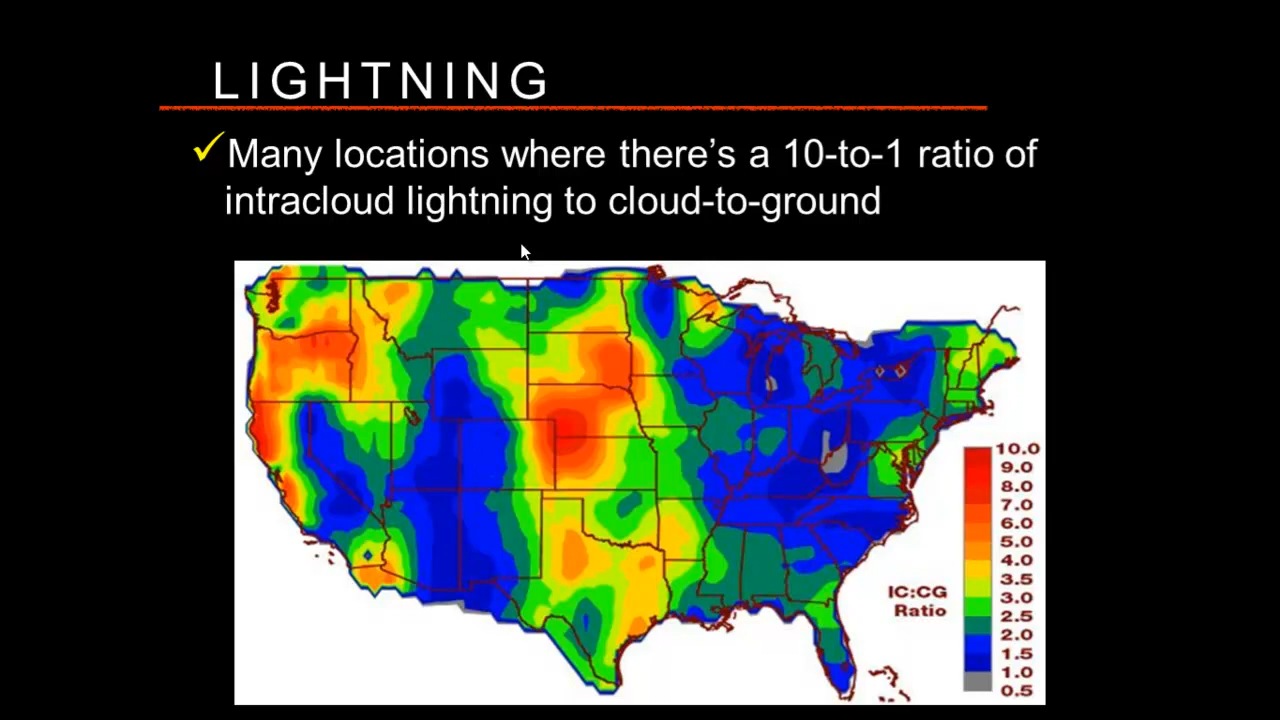 LIGHTNING
✓Many locations where there’s a 10-to-1 ratio of
intracloud lightning to cloud-to-ground
10.0
9.0
8.0
7.0
6.0
5.0
4.0
3.5
3.0
2.5
2.0
1.5
1.0
0.5
IC:CG
Ratio